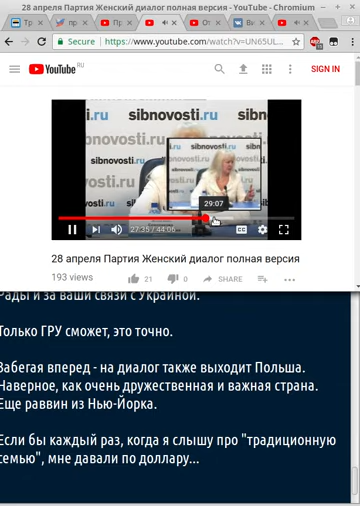 28 апреля Партия Женский диалог полная версия - Chromium
Secure
https://www.youtube.com/watch?v=UN65UL...
YouTube RU
SIGN IN
.ru sibnovosti.ru
sibnovosti.ru
29:07
27:35 / 44:06
CC
28 апреля Партия Женский диалог полная версия
193 views
21
0
SHARE
Рады и за ваши связи с Украиной.
Только ГРУ сможет, это точно.
Забегая вперед - на диалог также выходит Польша.
Наверное, как очень дружественная и важная страна.
Еще раввин из Нью-Йорка.
Если бы каждый раз, когда я слышу про "традиционную
семью", мне давали по доллару...